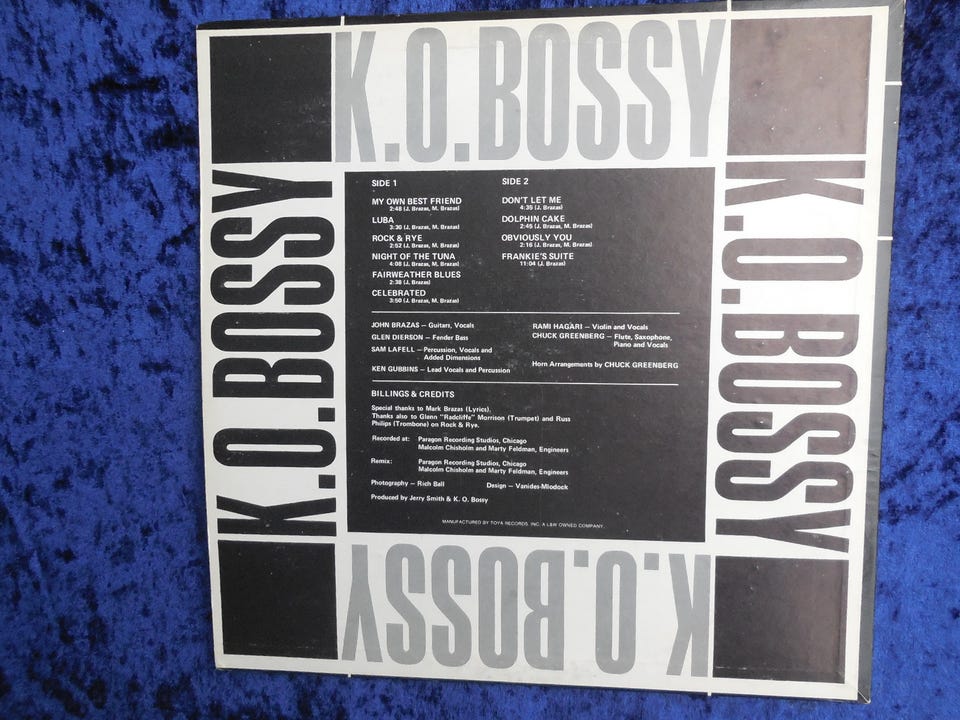 K.O.BOSSY
K.O.BOSSY
K.O.BOSSY
SIDE 1
MY OWN BEST FRIEND
2:48 (J. Brazas, M. Brazas)
LUBA
3:30 (J. Brazas, M. Brazas)
ROCK & RYE
2:52 (J. Brazas, M. Brazas)
NIGHT OF THE TUNA
4:08 (J. Brazas, M. Brazas)
FAIRWEATHER BLUES
2:38 (J. Brazas)
CELEBRATED
3:50 (J. Brazas, M. Brazas)
SIDE 2
DON'T LET ME
4:35 (J. Brazas)
DOLPHIN CAKE
2:45 (J. Brazas, M. Brazas)
OBVIOUSLY YOU
2:16 (J. Brazas, M. Brazas)
FRANKIE'S SUITE
11:04 (J. Brazas)
JOHN BRAZAS – Guitars, Vocals
GLEN DIERSON – Fender Bass
SAM LAFELL – Percussion, Vocals and
Added Dimensions
KEN GUBBINS – Lead Vocals and Percussion
RAMI HAGARI – Violin and Vocals
CHUCK GREENBERG – Flute, Saxophone,
Piano and Vocals
Horn Arrangements by CHUCK GREENBERG
BILLINGS & CREDITS
Special thanks to Mark Brazas (Lyrics).
Thanks also to Glenn "Radcliffe" Morrison (Trumpet) and Russ
Philips (Trombone) on Rock & Rye.
Recorded at: Paragon Recording Studios, Chicago
Malcolm Chisholm and Marty Feldman, Engineers
Remix: Paragon Recording Studios, Chicago
Malcolm Chisholm and Marty Feldman, Engineers
Photography – Rich Ball Design – Vanides-Mlodock
Produced by Jerry Smith & K. O. Bossy
MANUFACTURED BY TOYA RECORDS, INC. A L&W OWNED COMPANY.
K.O.BOSSY